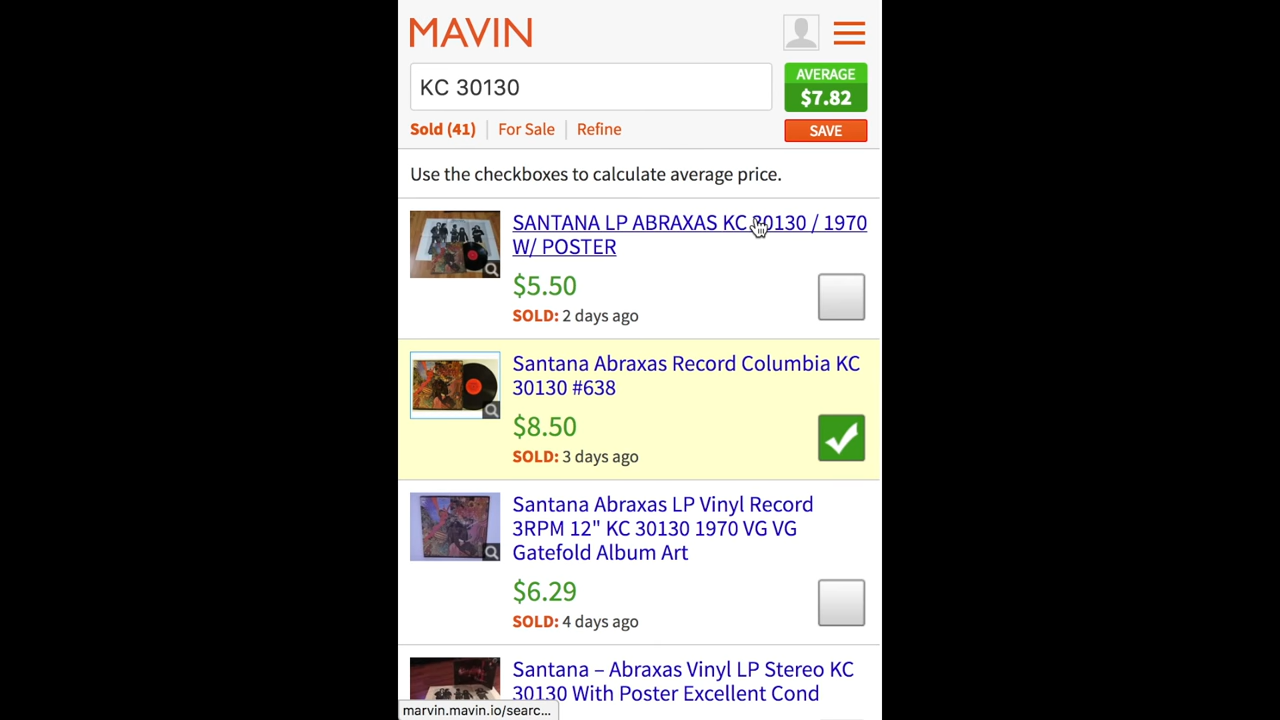 MAVIN
KC 30130
AVERAGE
$7.82
Sold (41)
For Sale
Refine
SAVE
Use the checkboxes to calculate average price.
SANTANA LP ABRAXAS KC 30130 / 1970
W/ POSTER
$5.50
SOLD: 2 days ago
Santana Abraxas Record Columbia KC
30130 #638
$8.50
SOLD: 3 days ago
Santana Abraxas LP Vinyl Record
3RPM 12" KC 30130 1970 VG VG
Gatefold Album Art
$6.29
SOLD: 4 days ago
Santana – Abraxas Vinyl LP Stereo KC
30130 With Poster Excellent Cond
marvin.mavin.io/searc...